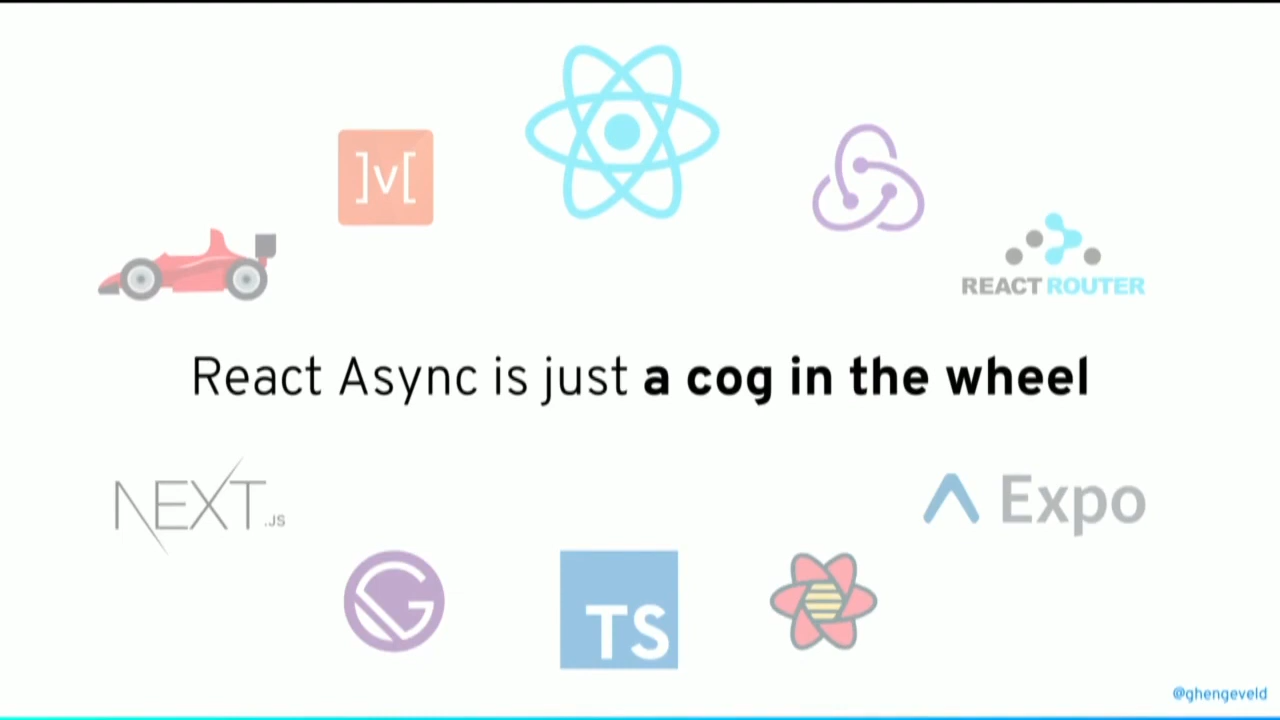 ]v[
REACT ROUTER
React Async is just a cog in the wheel
NEXT.JS
Expo
G
TS
@ghengeveld